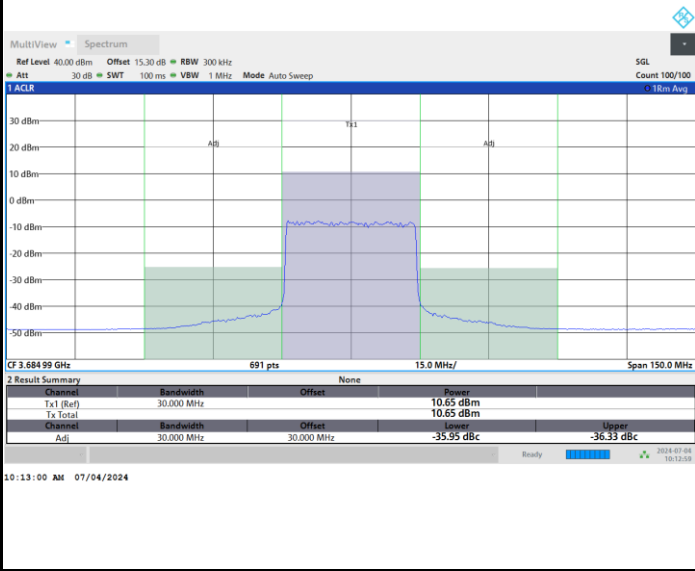 MultiView Spectrum
Ref Level 40.00 dBm Offset 15.30 dB RBW 300 kHz SGL
Att 30 dB SWT 100 ms VBW 1 MHz Mode Auto Sweep Count 100/100
1 ACLR 1Rm Avg
30 dBm
Tx1
20 dBm
Adj Adj
10 dBm
0 dBm
-10 dBm
-20 dBm
-30 dBm
-40 dBm
-50 dBm
CF 3.684 99 GHz 691 pts 15.0 MHz/ Span 150.0 MHz
2 Result Summary None
Channel Bandwidth Offset Power
Tx1 (Ref) 30.000 MHz 10.65 dBm
Tx Total 10.65 dBm
Channel Bandwidth Offset Lower Upper
Adj 30.000 MHz 30.000 MHz -35.95 dBc -36.33 dBc
Ready 2024-07-04
10:12:59
10:13:00 AM 07/04/2024